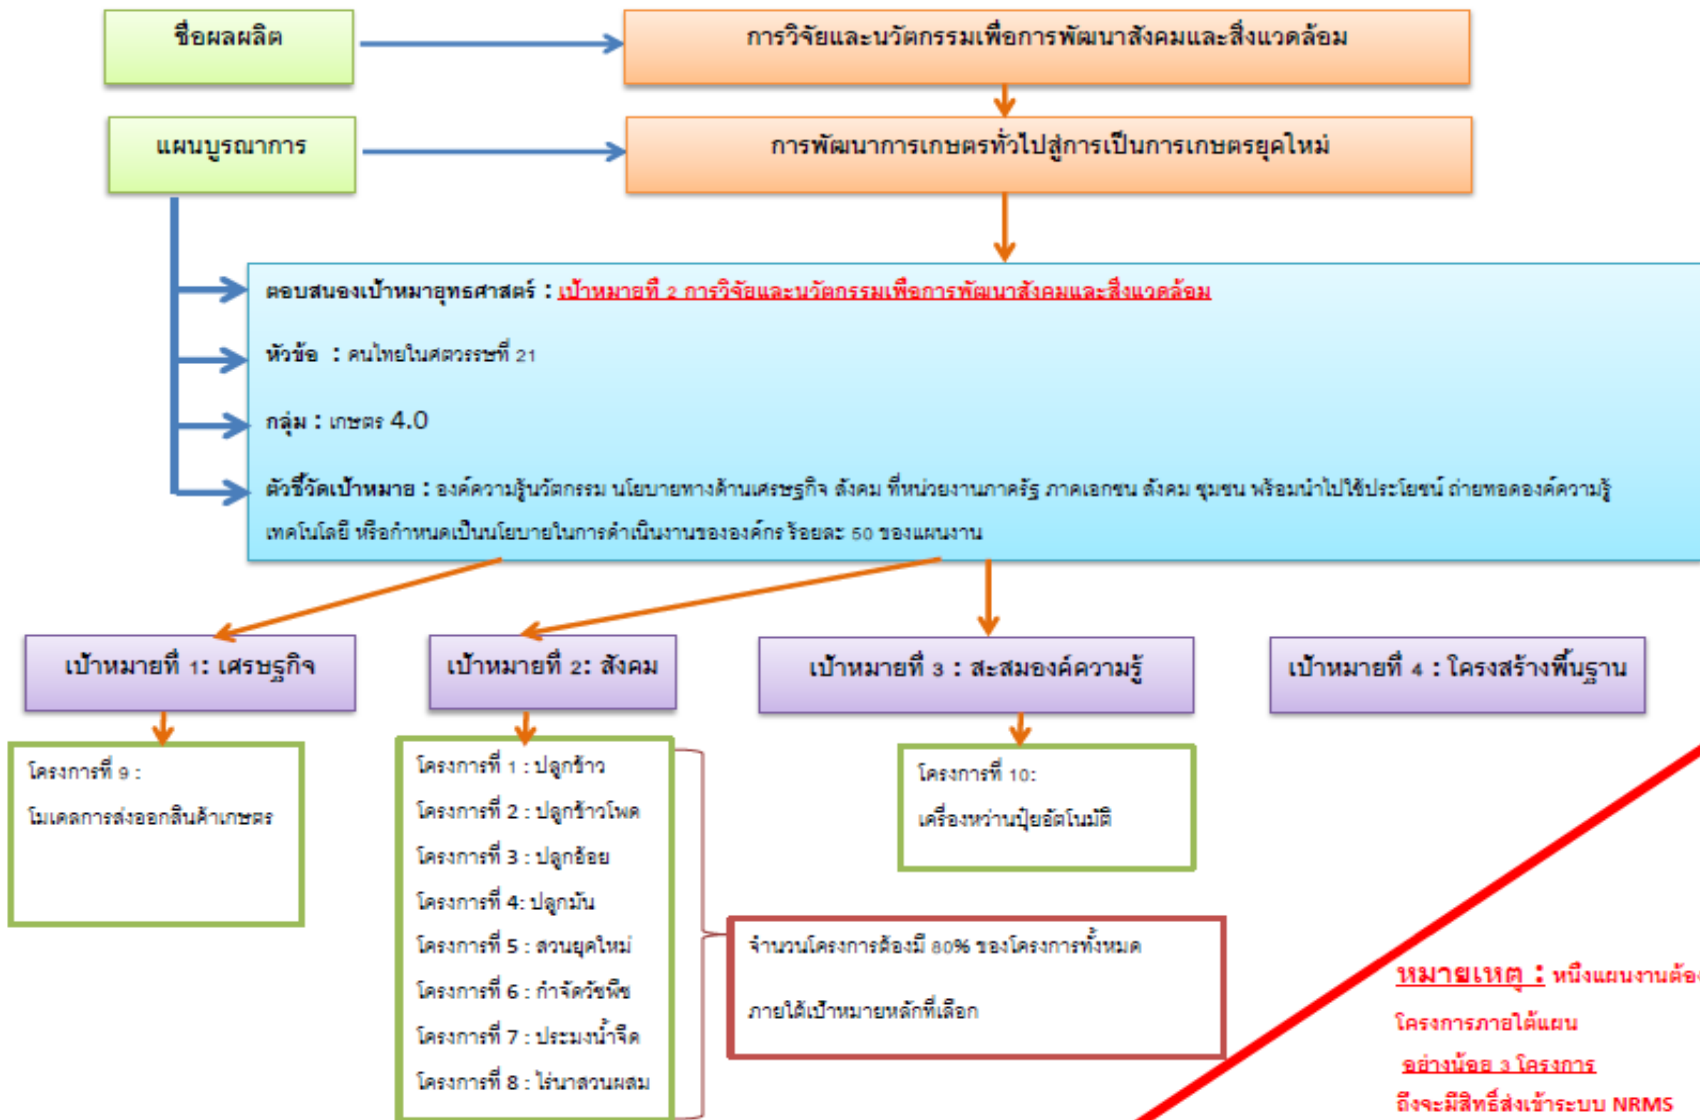 ชื่อผลผลิต
การวิจัยและนวัตกรรมเพื่อการพัฒนาสังคมและสิ่งแวดล้อม
แผนบูรณาการ
การพัฒนาการเกษตรทั่วไปสู่การเป็นการเกษตรยุคใหม่
ตอบสนองเป้าหมายุทธศาสตร์ : เป้าหมายที่ 2 การวิจัยและนวัตกรรมเพื่อการพัฒนาสังคมและสิ่งแวดล้อม
หัวข้อ : คนไทยในศตวรรษที่ 21
กลุ่ม : เกษตร 4.0
ตัวชี้วัดเป้าหมาย : องค์ความรู้นวัตกรรม นโยบายทางด้านเศรษฐกิจ สังคม ที่หน่วยงานภาครัฐ ภาคเอกชน สังคม ชุมชน พร้อมนำไปใช้ประโยชน์ ถ่ายทอดองค์ความรู้
เทคโนโลยี หรือกำหนดเป็นนโยบายในการดำเนินงานขององค์กร ร้อยละ 50 ของแผนงาน
เป้าหมายที่ 1: เศรษฐกิจ
เป้าหมายที่ 2: สังคม
เป้าหมายที่ 3 : สะสมองค์ความรู้
เป้าหมายที่ 4 : โครงสร้างพื้นฐาน
โครงการที่ 9 :
โมเดลการส่งออกสินค้าเกษตร
โครงการที่ 1 : ปลูกข้าว
โครงการที่ 2 : ปลูกข้าวโพด
โครงการที่ 3 : ปลูกอ้อย
โครงการที่ 4: ปลูกมัน
โครงการที่ 5 : สวนยุคใหม่
โครงการที่ 6 : กำจัดวัชพืช
โครงการที่ 7 : ประมงน้ำจืด
โครงการที่ 8 : ไร่นาสวนผสม
โครงการที่ 10:
เครื่องหว่านปุ๋ยอัตโนมัติ
จำนวนโครงการต้องมี 80% ของโครงการทั้งหมด
ภายใต้เป้าหมายหลักที่เลือก
หมายเหตุ : หนึ่งแผนงานต้อง
โครงการภายใต้แผน
อย่างน้อย 3 โครงการ
ถึงจะมีสิทธิ์ส่งเข้าระบบ NRMS